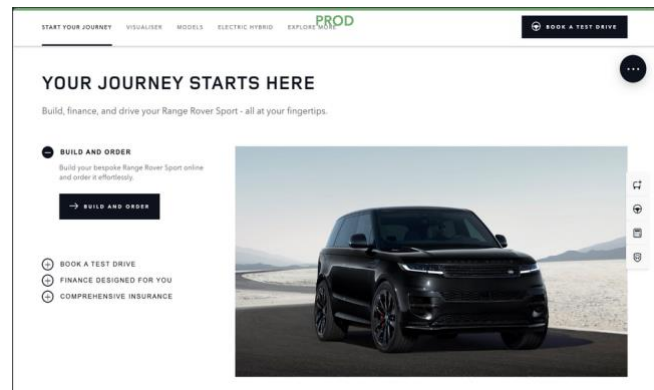 PROD
START YOUR JOURNEY VISUALISER MODELS ELECTRIC HYBRID EXPLORE MORE
BOOK A TEST DRIVE
YOUR JOURNEY STARTS HERE
Build, finance, and drive your Range Rover Sport - all at your fingertips.
BUILD AND ORDER
Build your bespoke Range Rover Sport online
and order it effortlessly.
BUILD AND ORDER
BOOK A TEST DRIVE
FINANCE DESIGNED FOR YOU
COMPREHENSIVE INSURANCE